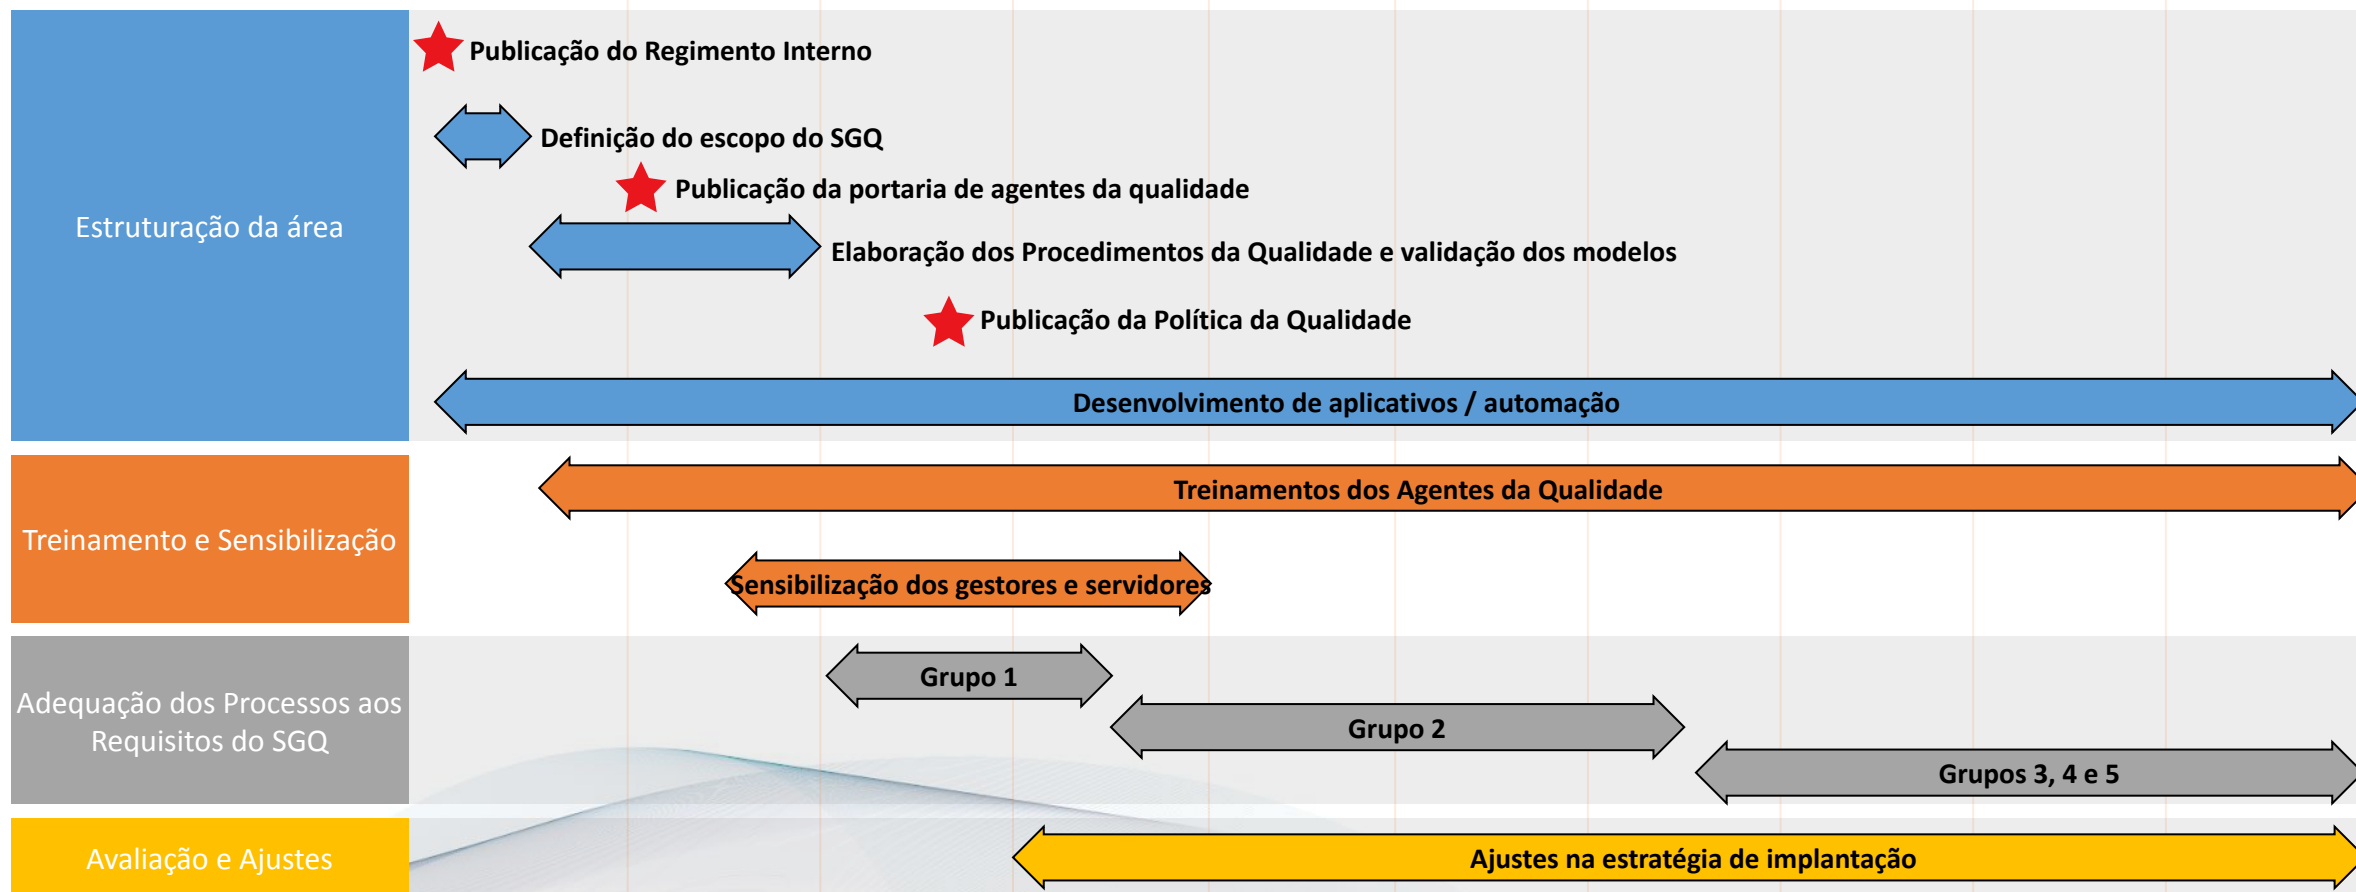 Publicação do Regimento Interno
Definição do escopo do SGQ
Publicação da portaria de agentes da qualidade
Estruturação da área
Elaboração dos Procedimentos da Qualidade e validação dos modelos
Publicação da Política da Qualidade
Desenvolvimento de aplicativos / automação
Treinamentos dos Agentes da Qualidade
Treinamento e Sensibilização
Sensibilização dos gestores e servidores
Grupo 1
Adequação dos Processos aos
Requisitos do SGQ
Grupo 2
Grupos 3, 4 e 5
Avaliação e Ajustes
Ajustes na estratégia de implantação